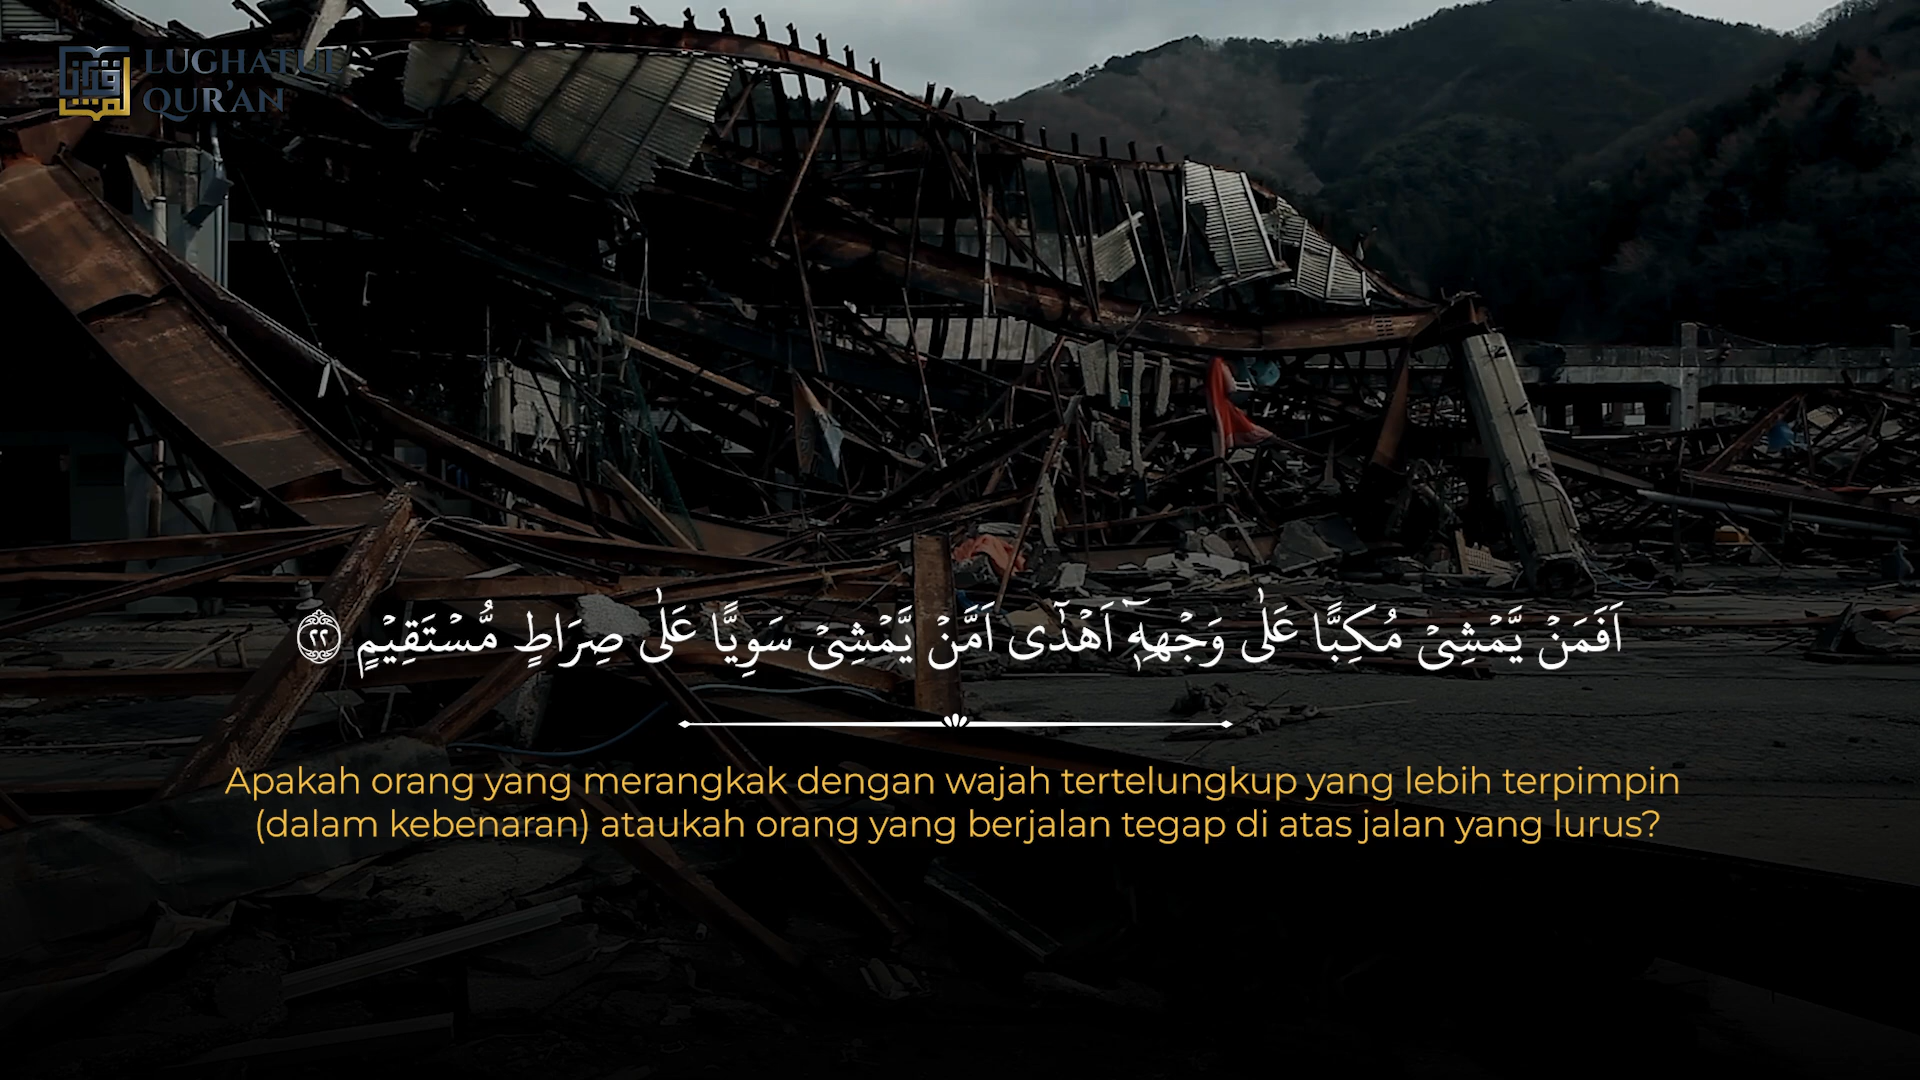 LUGHATUL
QUR'AN
اَفَمَنْ يَّمْشِيْ مُكِبًّا عَلٰى وَجْهِهٖٓ اَهْدٰٓى اَمَّنْ يَّمْشِيْ سَوِيًّا عَلٰى صِرَاطٍ مُّسْتَقِيْمٍ ٢٢
Apakah orang yang merangkak dengan wajah tertelungkup yang lebih terpimpin
(dalam kebenaran) ataukah orang yang berjalan tegap di atas jalan yang lurus?